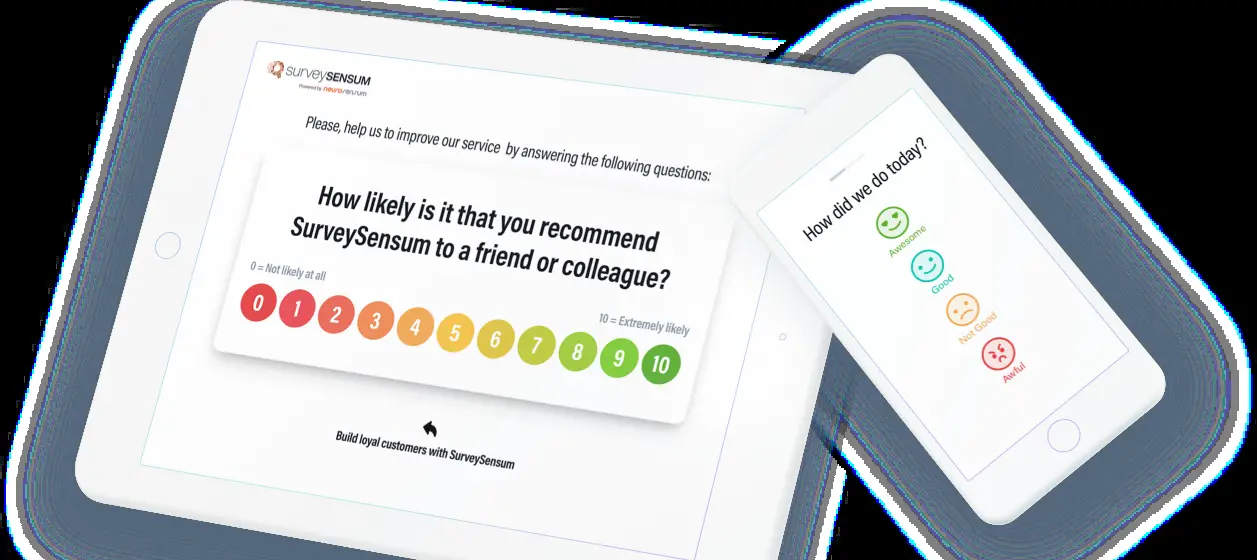 surveySENSUM
Powered by neurosensum
Please, help us to improve our service by answering the following questions:
How likely is it that you recommend
SurveySensum to a friend or colleague?
0 = Not likely at all
10 = Extremely likely
0 1 2 3 4 5 6 7 8 9 10
Build loyal customers with SurveySensum
How did we do today?
Awesome
Good
Not Good
Awful